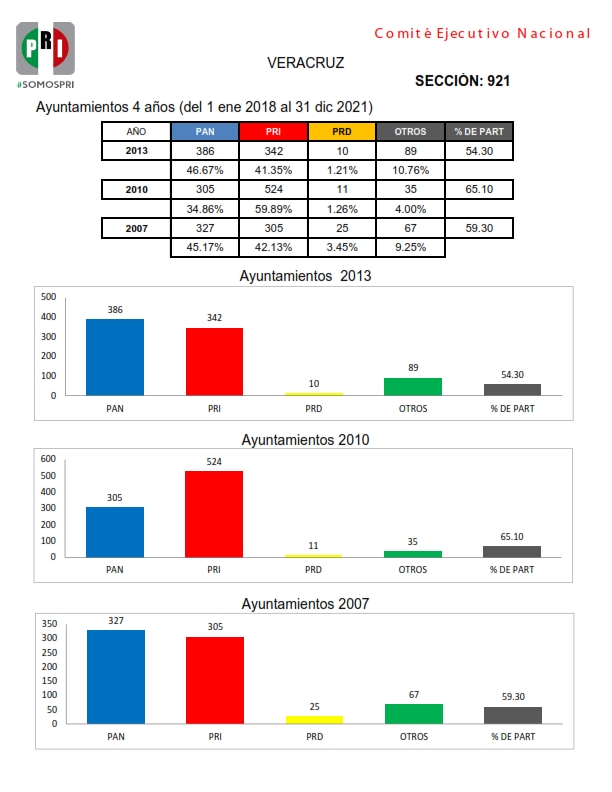 Comité Ejecutivo Nacional
PRI
#SOMOSPRI
VERACRUZ
SECCIÓN: 921
Ayuntamientos 4 años (del 1 ene 2018 al 31 dic 2021)
AÑO PAN PRI PRD OTROS % DE PART
2013 386 342 10 89 54.30
46.67% 41.35% 1.21% 10.76%
2010 305 524 11 35 65.10
34.86% 59.89% 1.26% 4.00%
2007 327 305 25 67 59.30
45.17% 42.13% 3.45% 9.25%
Ayuntamientos 2013
500
400
300
200
100
0
386 342 10 89 54.30
PAN PRI PRD OTROS % DE PART
Ayuntamientos 2010
600
500
400
300
200
100
0
305 524 11 35 65.10
PAN PRI PRD OTROS % DE PART
Ayuntamientos 2007
350
300
250
200
150
100
50
0
327 305 25 67 59.30
PAN PRI PRD OTROS % DE PART